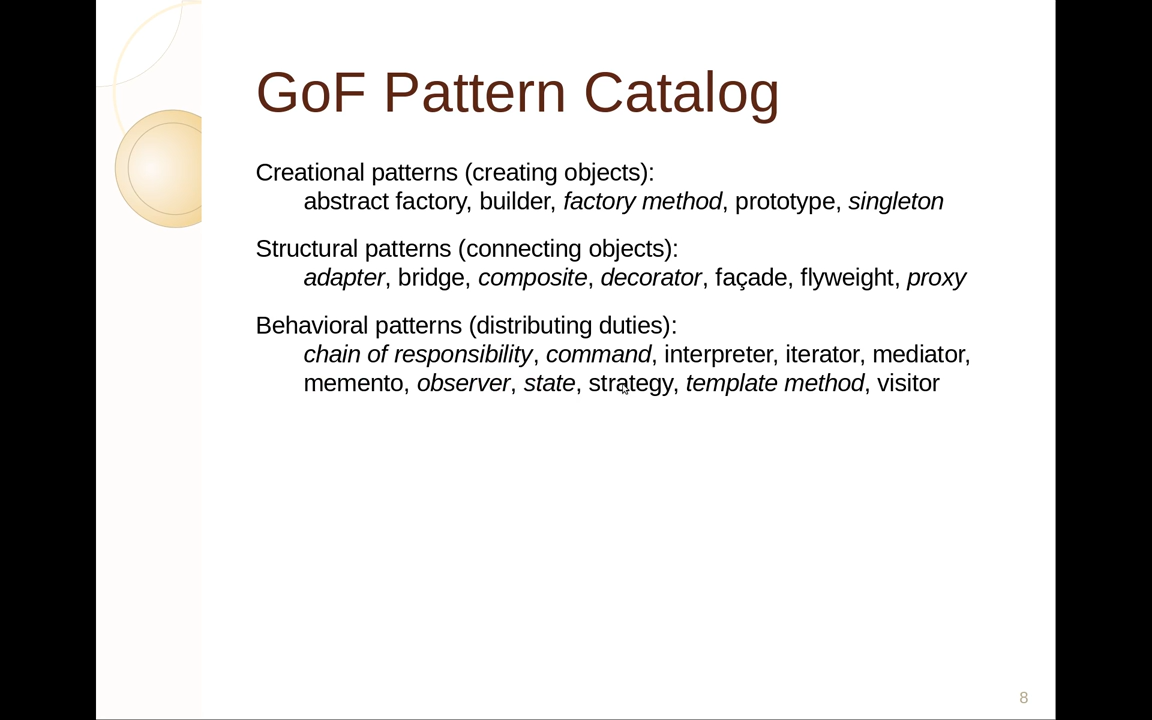 GoF Pattern Catalog
Creational patterns (creating objects):
abstract factory, builder, factory method, prototype, singleton
Structural patterns (connecting objects):
adapter, bridge, composite, decorator, façade, flyweight, proxy
Behavioral patterns (distributing duties):
chain of responsibility, command, interpreter, iterator, mediator,
memento, observer, state, strategy, template method, visitor
8